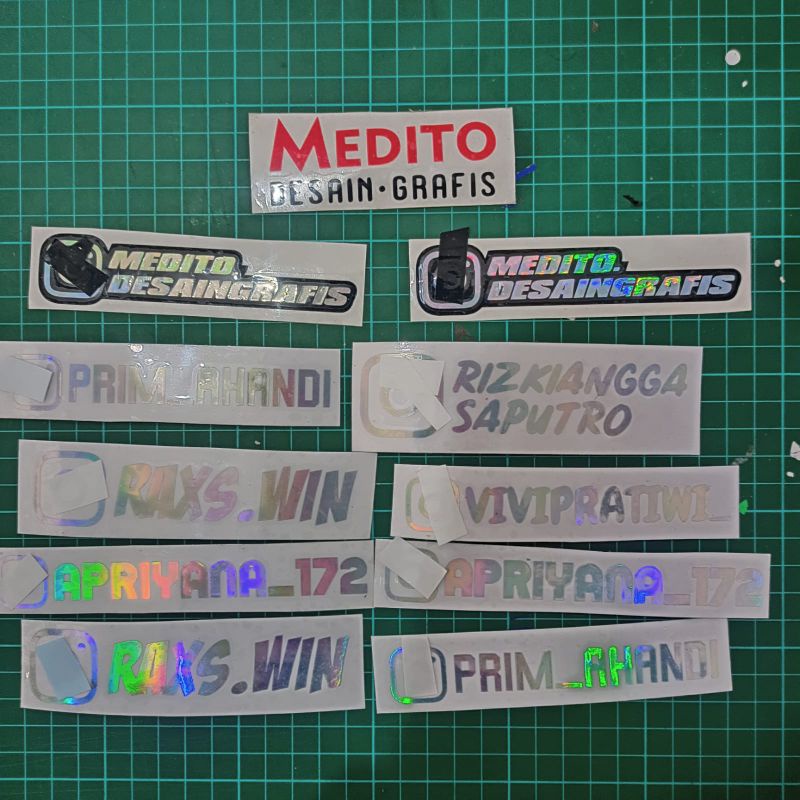 MEDITO
DESAIN·GRAFIS
MEDITO.
DESAINGRAFIS
MEDITO.
DESAINGRAFIS
PRIM_AHANDI
RIZKIANGGA
SAPUTRO
RAXS.WIN
VIVIPRATIWI_
APRIYANA_172
APRIYANA_172
RAXS.WIN
PRIM_AHANDI